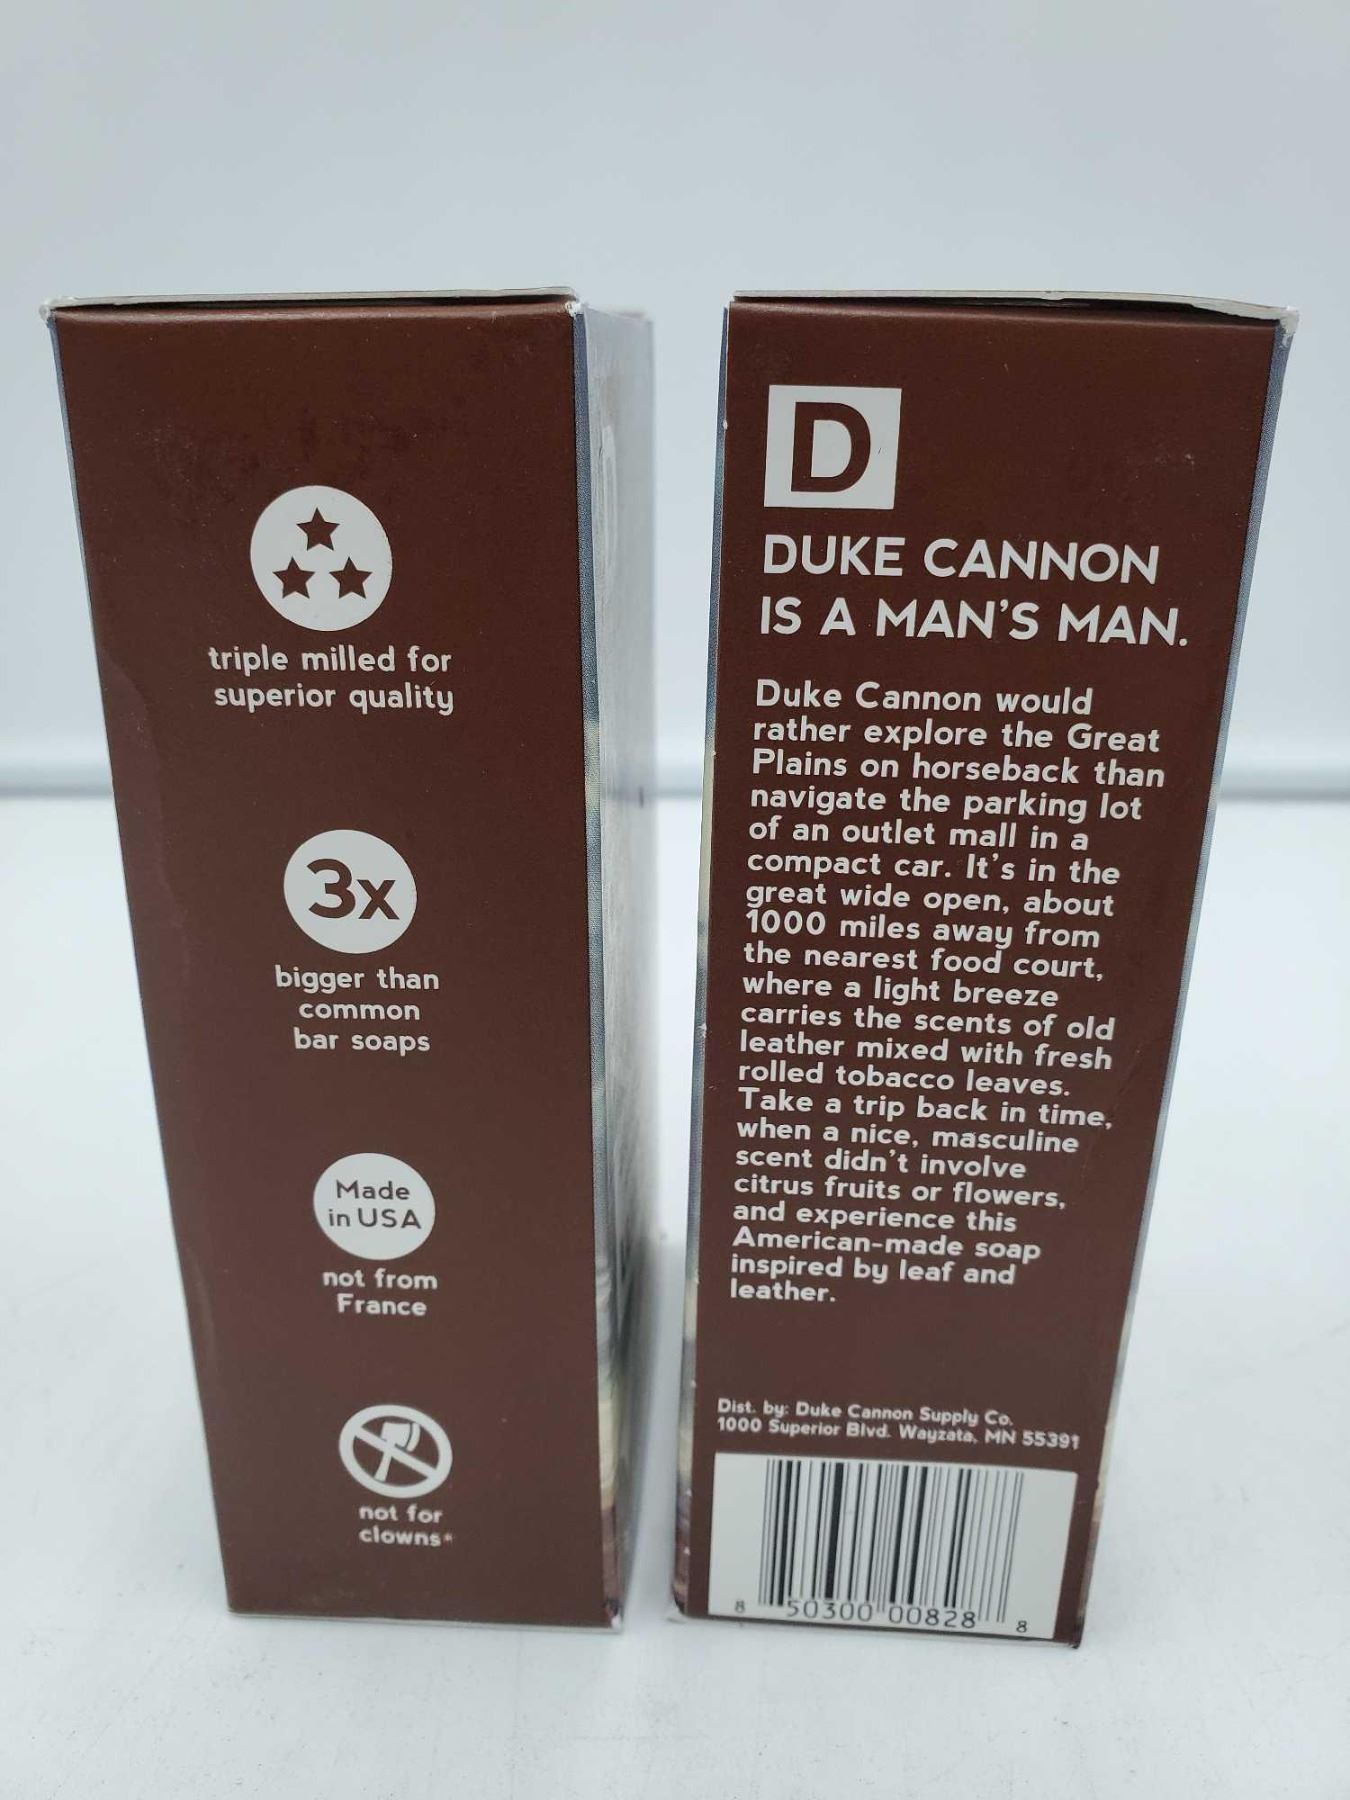 triple milled for
superior quality
3x
bigger than
common
bar soaps
Made
in USA
not from
France
not for
clowns*
D
DUKE CANNON
IS A MAN'S MAN.
Duke Cannon would
rather explore the Great
Plains on horseback than
navigate the parking lot
of an outlet mall in a
compact car. It's in the
great wide open, about
1000 miles away from
the nearest food court,
where a light breeze
carries the scents of old
leather mixed with fresh
rolled tobacco leaves.
Take a trip back in time,
when a nice, masculine
scent didn't involve
citrus fruits or flowers,
and experience this
American-made soap
inspired by leaf and
leather.
Dist. by: Duke Cannon Supply Co.
1000 Superior Blvd. Wayzata, MN 55391
8 50300 00828 8